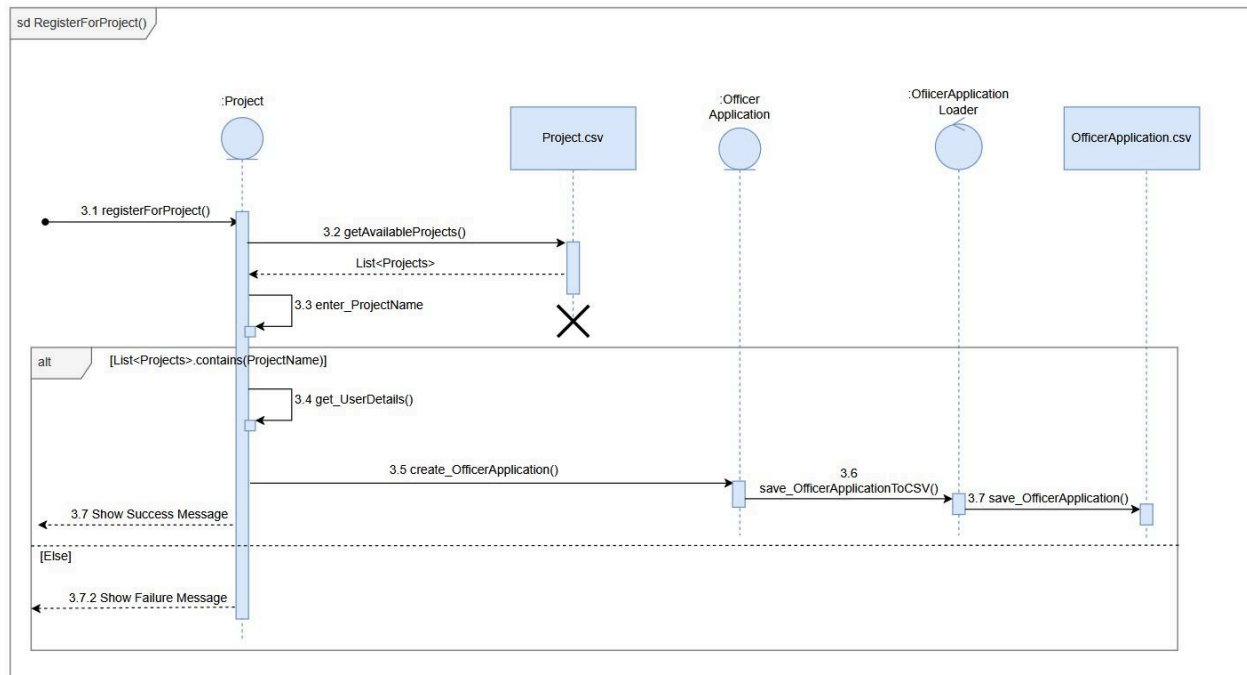 sd RegisterForProject()
:Project
Project.csv
:Officer
Application
:OfiicerApplication
Loader
OfficerApplication.csv
3.1 registerForProject()
3.2 getAvailableProjects()
List<Projects>
3.3 enter_ProjectName
alt
[List<Projects>.contains(ProjectName)]
3.4 get_UserDetails()
3.5 create_OfficerApplication()
3.6
save_OfficerApplicationToCSV()
3.7 save_OfficerApplication()
3.7 Show Success Message
[Else]
3.7.2 Show Failure Message